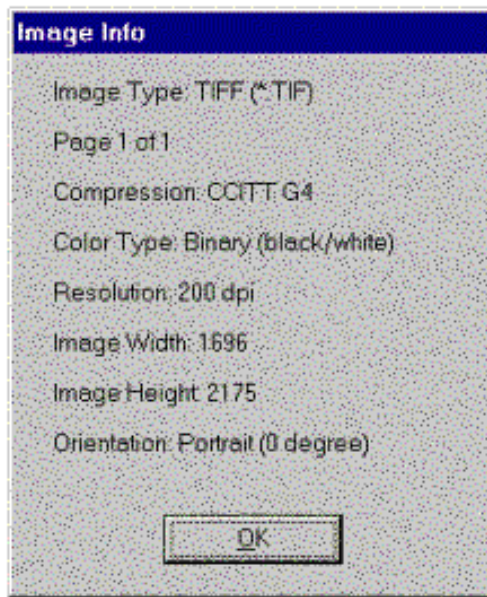 Image Info
Image Type: TIFF (*.TIF)
Page 1 of 1
Compression: CCITT G4
Color Type: Binary (black/white)
Resolution: 200 dpi
Image Width: 1696
Image Height: 2175
Orientation: Portrait (0 degree)
OK